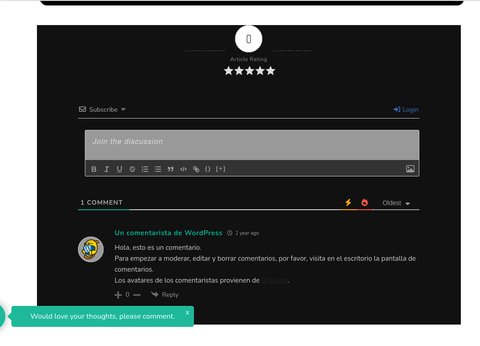 0
Article Rating
Subscribe
Login
Join the discussion
B I U S {} [+]
1 COMMENT
Oldest
Un comentarista de WordPress 1 year ago
Hola, esto es un comentario.
Para empezar a moderar, editar y borrar comentarios, por favor, visita en el escritorio la pantalla de
comentarios.
Los avatares de los comentaristas provienen de
0 Reply
Would love your thoughts, please comment. x